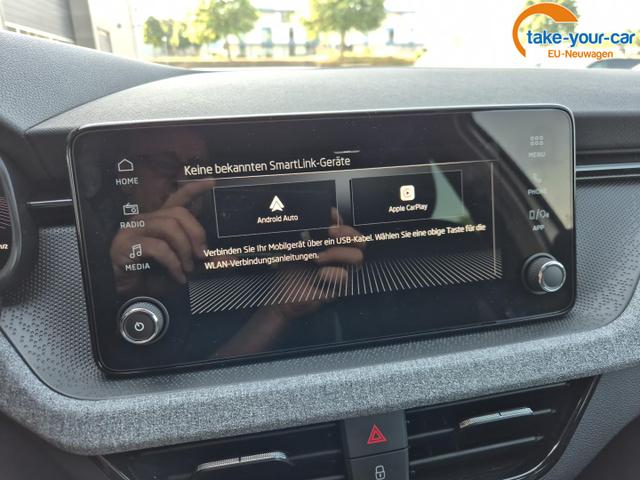 take-your-car
EU-Neuwagen
Keine bekannten SmartLink-Geräte
HOME
RADIO
MEDIA
Android Auto
Apple CarPlay
MENU
PHONE
APP
Verbinden Sie Ihr Mobilgerät über ein USB-Kabel. Wählen Sie eine obige Taste für die
WLAN-Verbindungsanleitungen.